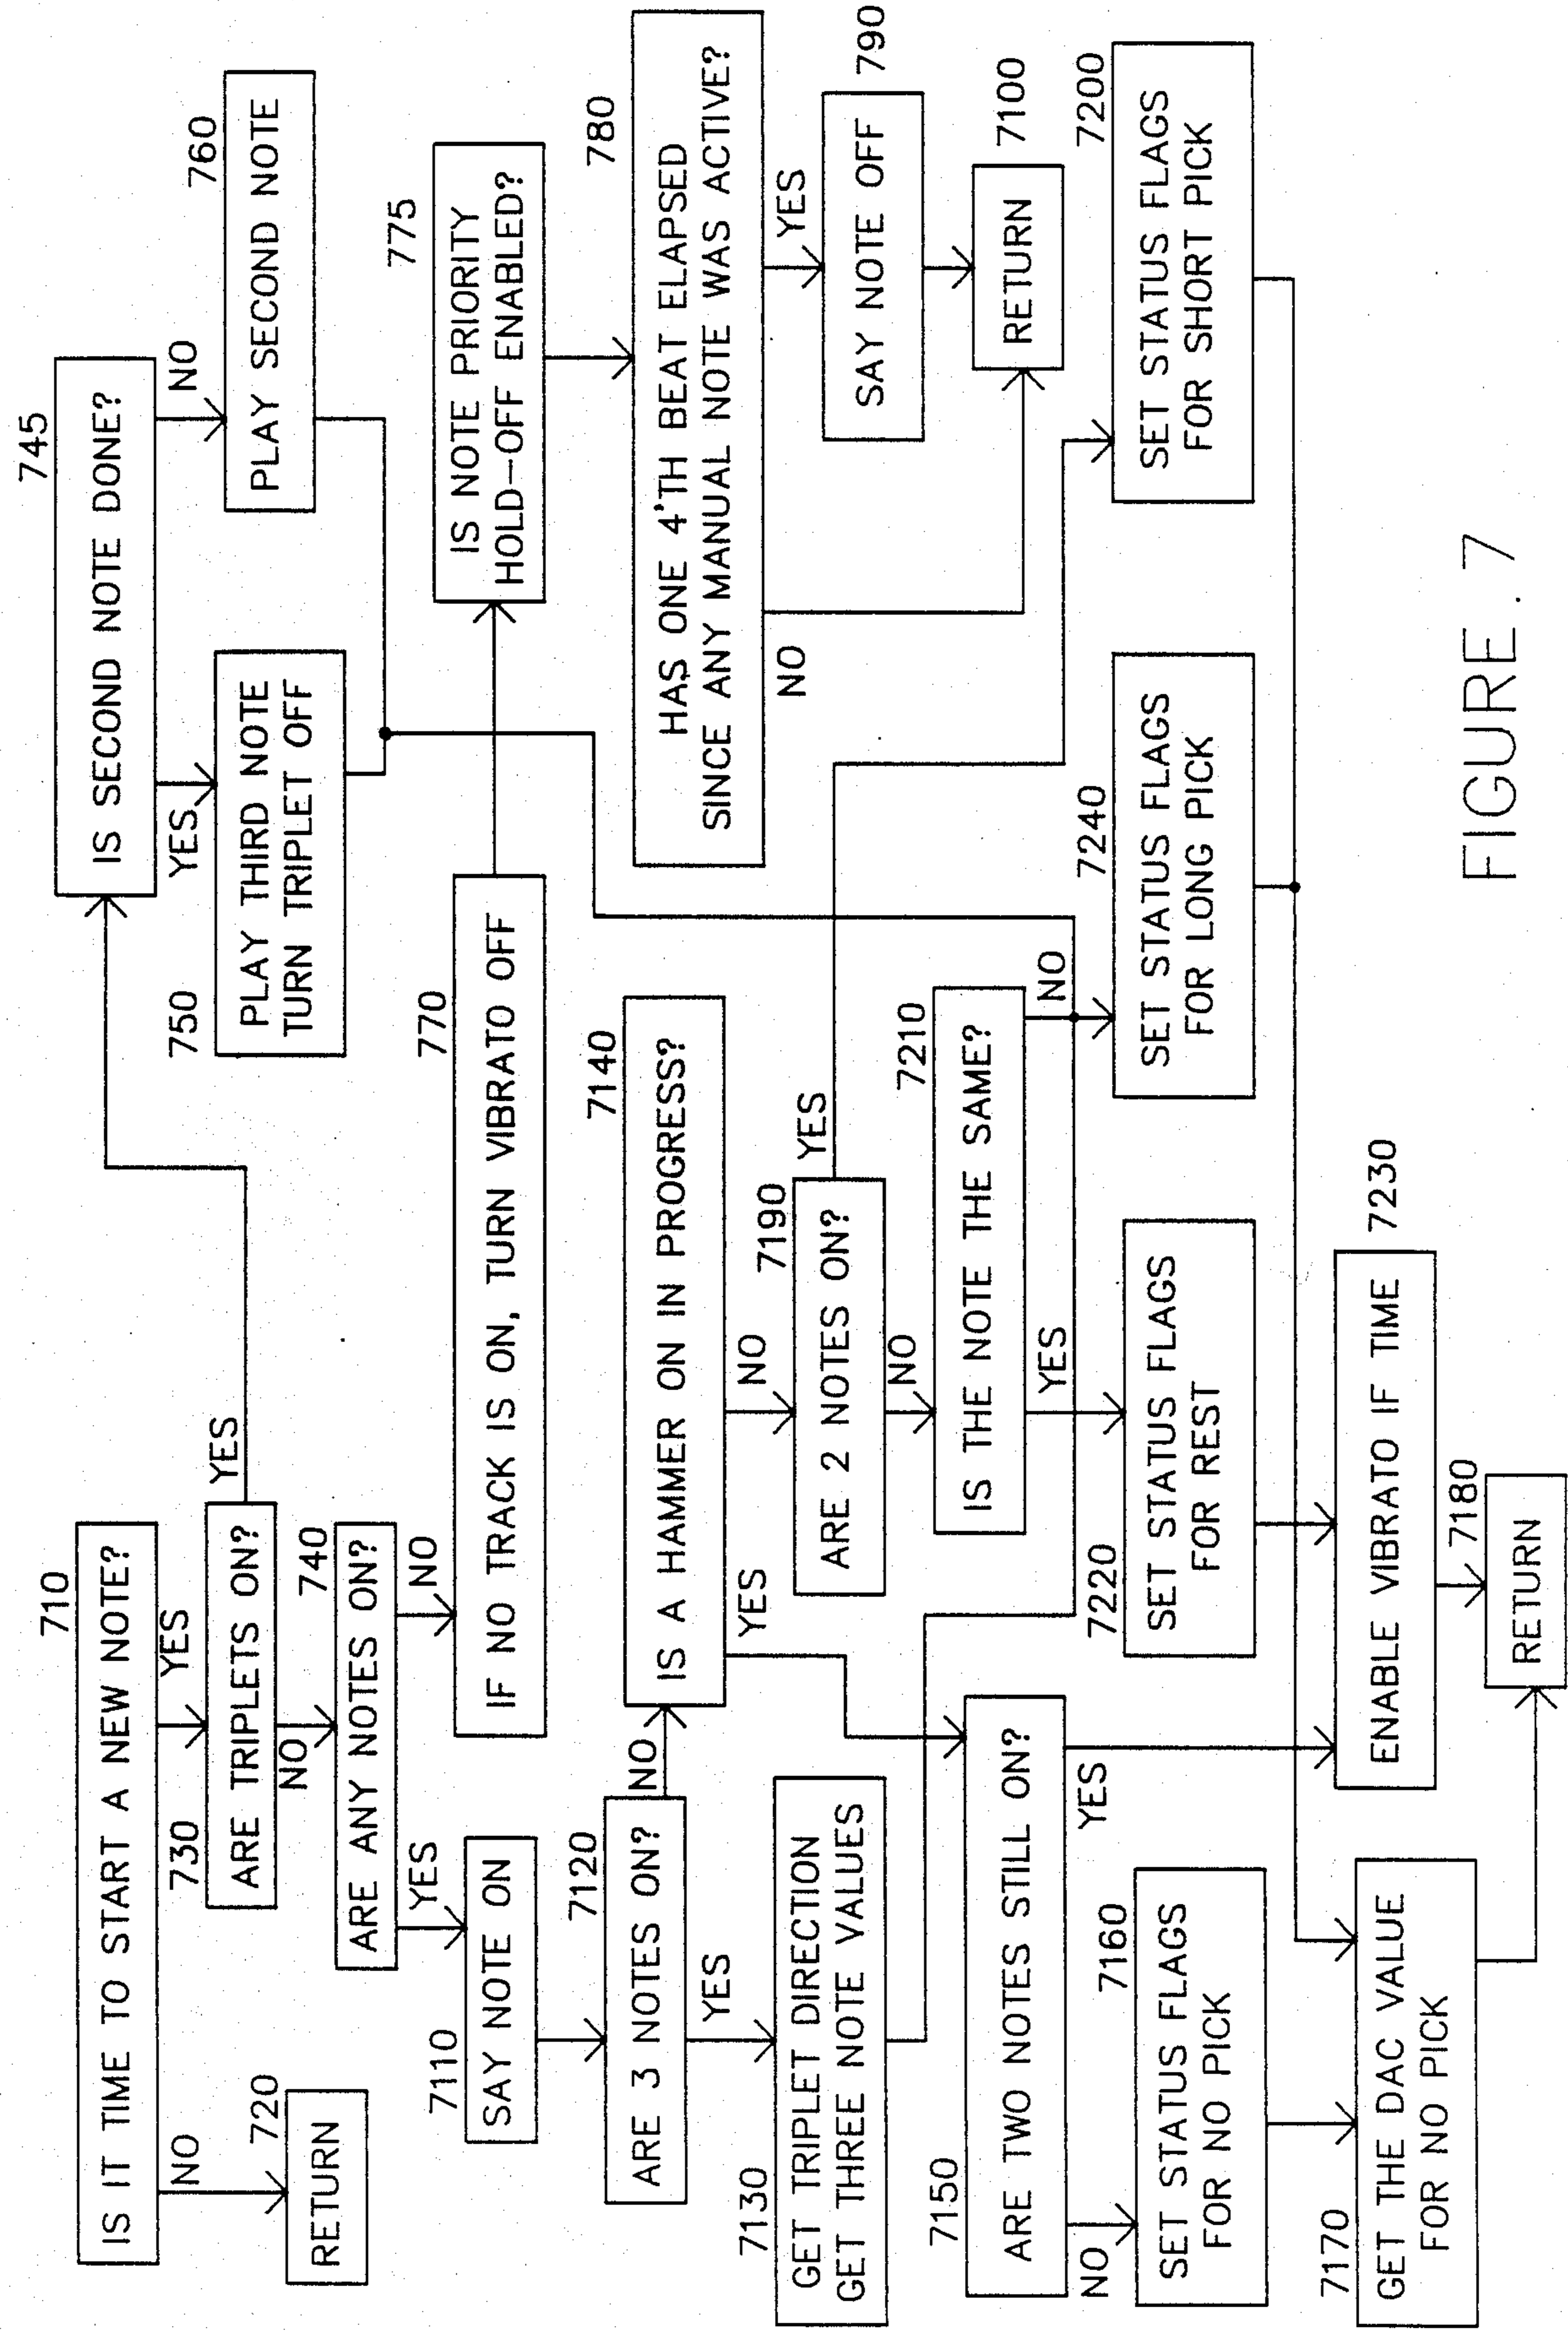 710
IS IT TIME TO START A NEW NOTE?
NO
YES
720
RETURN
730
ARE TRIPLETS ON?
YES
NO
740
ARE ANY NOTES ON?
YES
NO
745
IS SECOND NOTE DONE?
YES
NO
750
PLAY THIRD NOTE
TURN TRIPLET OFF
760
PLAY SECOND NOTE
770
IF NO TRACK IS ON, TURN VIBRATO OFF
775
IS NOTE PRIORITY
HOLD-OFF ENABLED?
780
HAS ONE 4'TH BEAT ELAPSED
SINCE ANY MANUAL NOTE WAS ACTIVE?
NO
YES
790
SAY NOTE OFF
7100
RETURN
7110
SAY NOTE ON
7120
ARE 3 NOTES ON?
NO
YES
7130
GET TRIPLET DIRECTION
GET THREE NOTE VALUES
7140
IS A HAMMER ON IN PROGRESS?
YES
NO
7150
ARE TWO NOTES STILL ON?
NO
YES
7160
SET STATUS FLAGS
FOR NO PICK
7170
GET THE DAC VALUE
FOR NO PICK
7180
RETURN
7190
ARE 2 NOTES ON?
YES
NO
7200
SET STATUS FLAGS
FOR SHORT PICK
7210
IS THE NOTE THE SAME?
YES
NO
7220
SET STATUS FLAGS
FOR REST
7230
ENABLE VIBRATO IF TIME
7240
SET STATUS FLAGS
FOR LONG PICK
FIGURE. 7